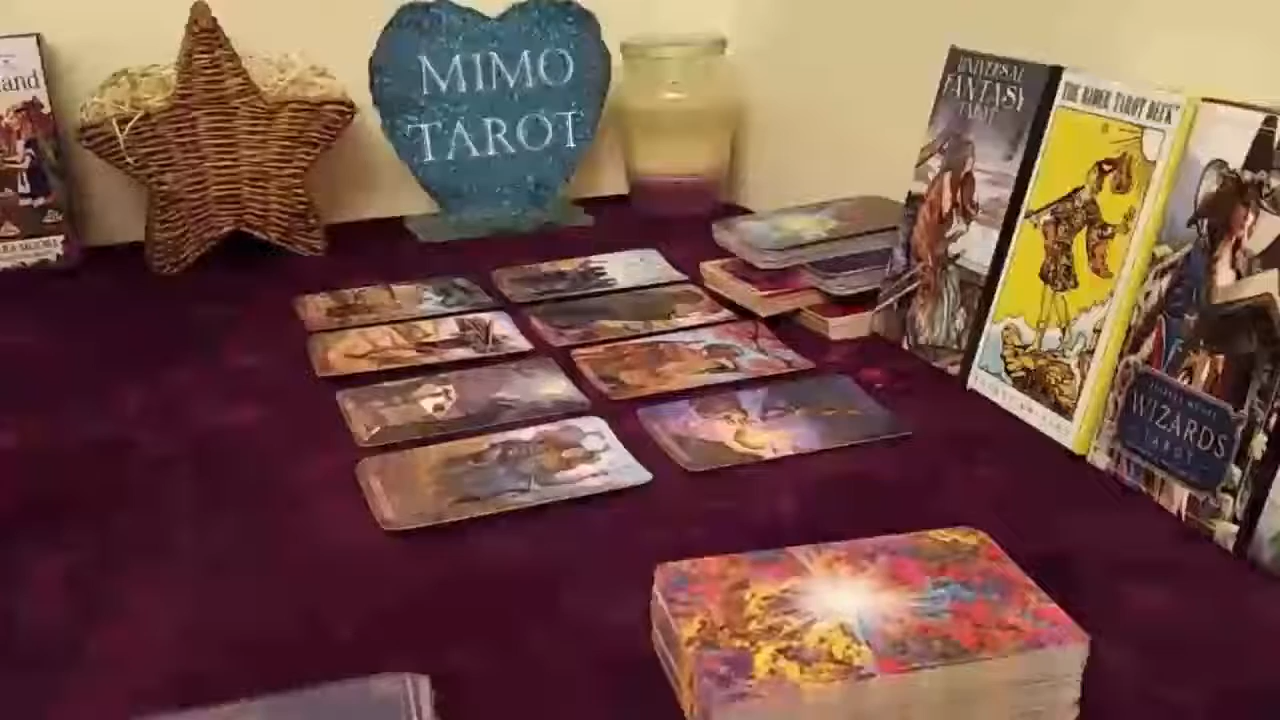 MIMO
TAROT
UNIVERSAL
FANTASY
TAROT
THE RIDER TAROT DECK
WIZARDS
TAROT